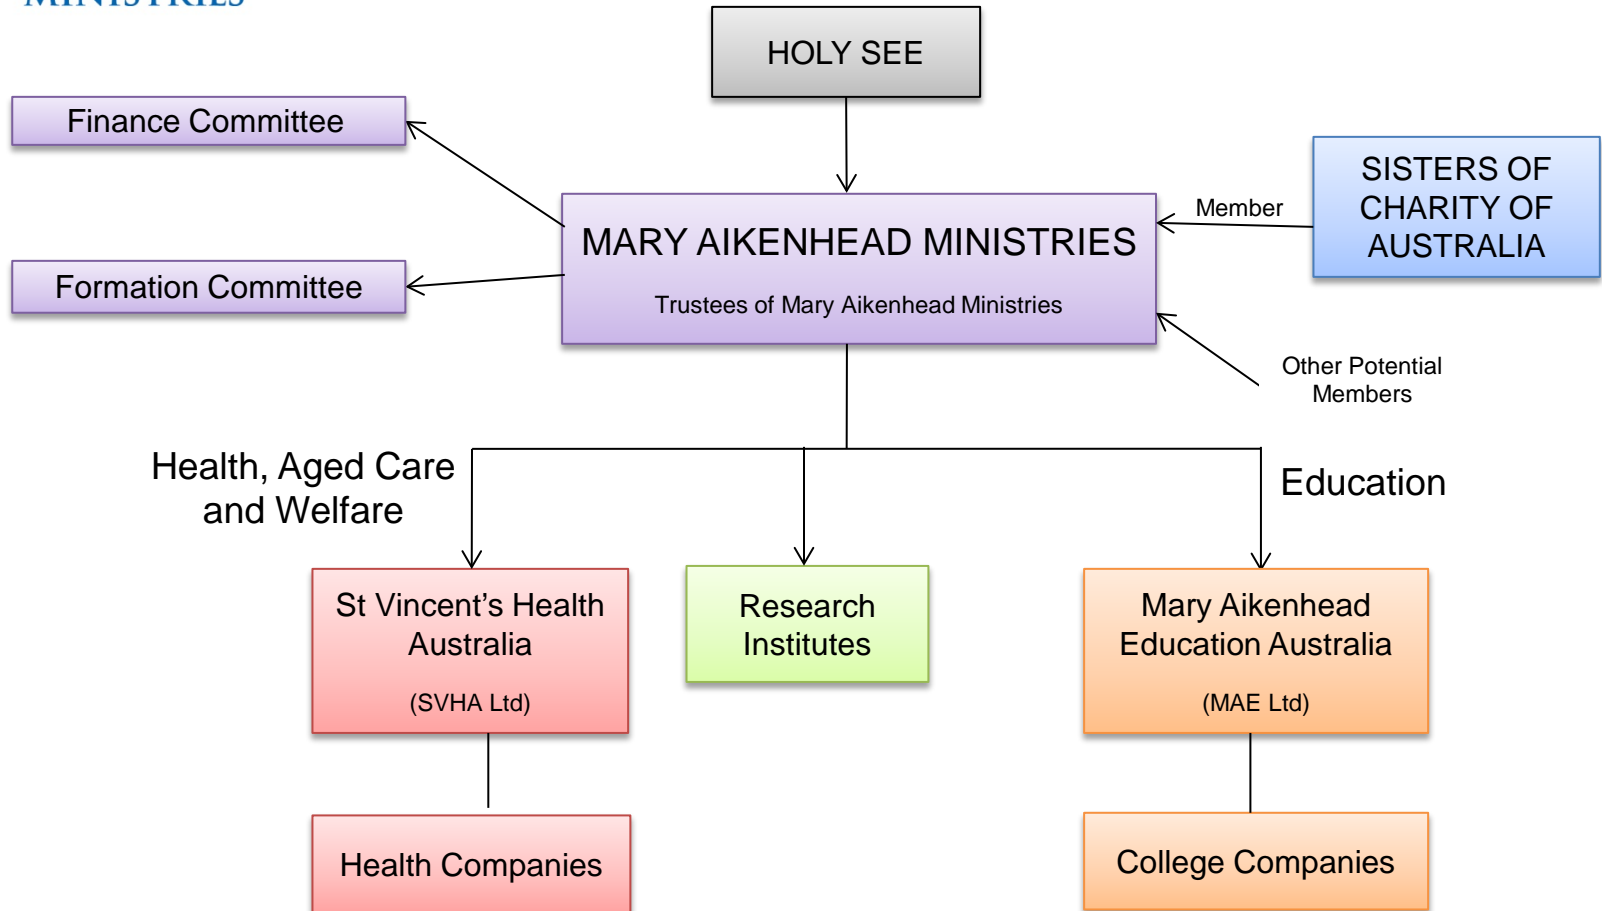 MINISTRIES
HOLY SEE
Finance Committee
SISTERS OF
CHARITY OF
AUSTRALIA
Member
MARY AIKENHEAD MINISTRIES
Trustees of Mary Aikenhead Ministries
Formation Committee
Other Potential
Members
Health, Aged Care
and Welfare
Education
St Vincent’s Health
Australia
(SVHA Ltd)
Research
Institutes
Mary Aikenhead
Education Australia
(MAE Ltd)
Health Companies
College Companies